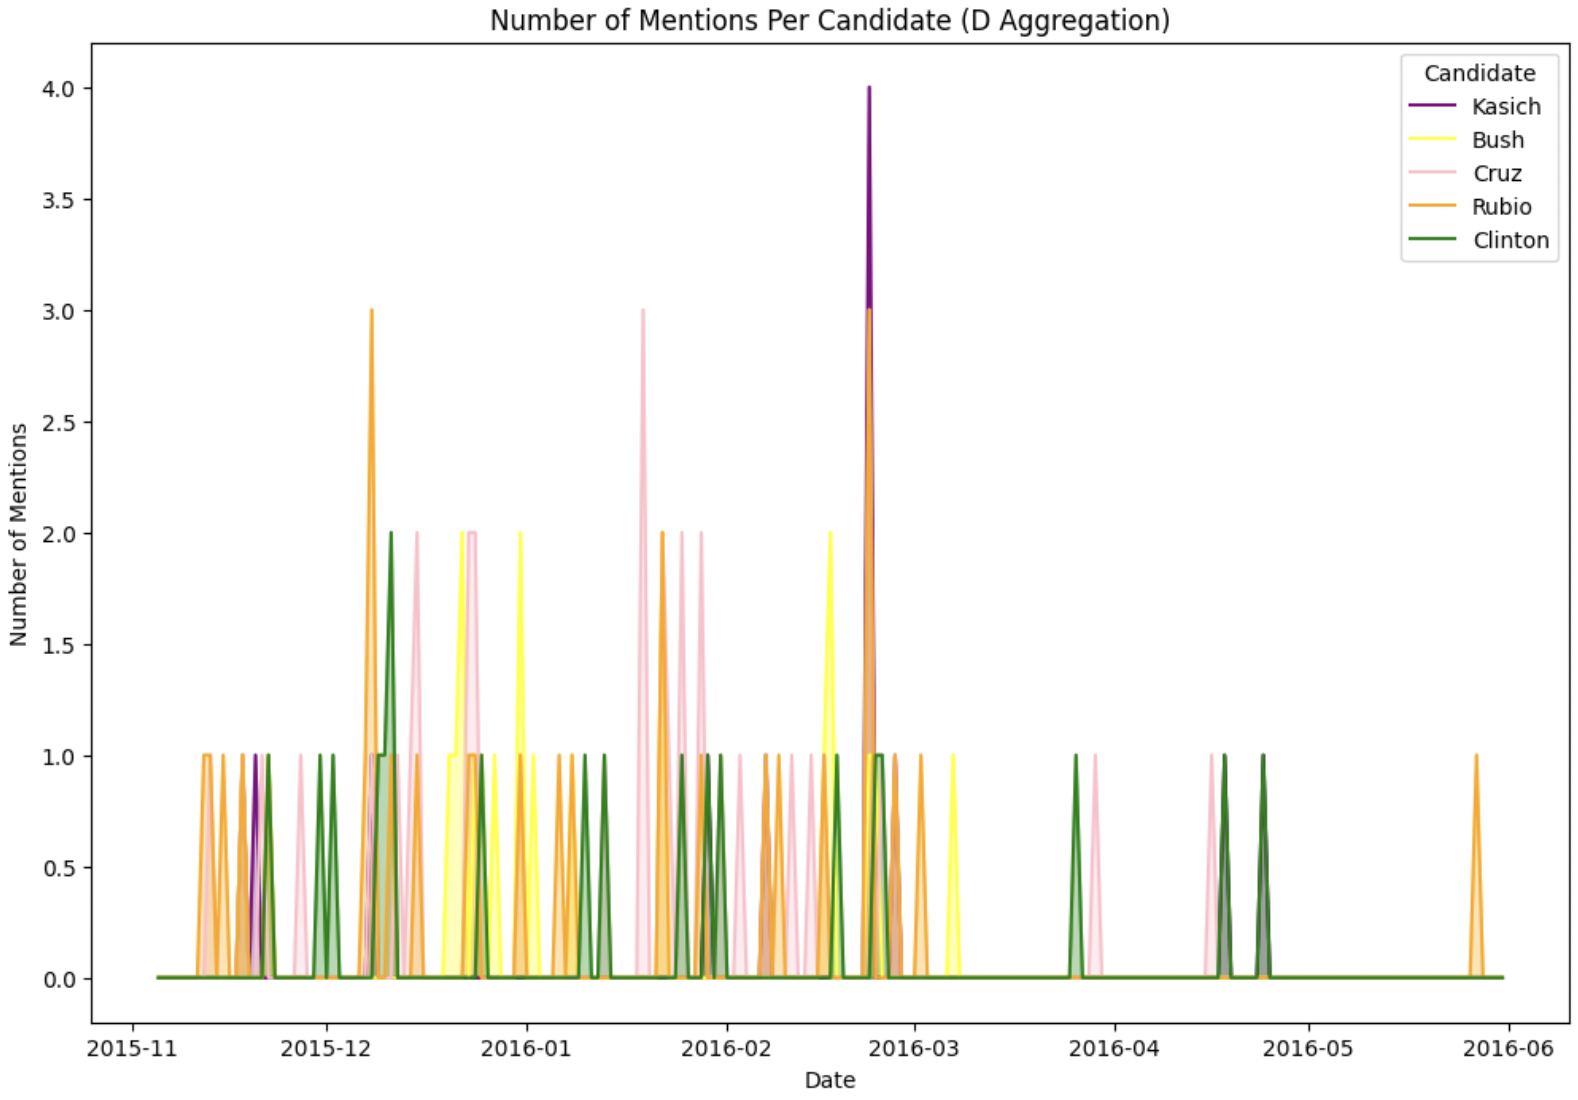 Number of Mentions Per Candidate (D Aggregation)
Candidate
Kasich
Bush
Cruz
Rubio
Clinton
Number of Mentions
4.0
3.5
3.0
2.5
2.0
1.5
1.0
0.5
0.0
2015-11 2015-12 2016-01 2016-02 2016-03 2016-04 2016-05 2016-06
Date